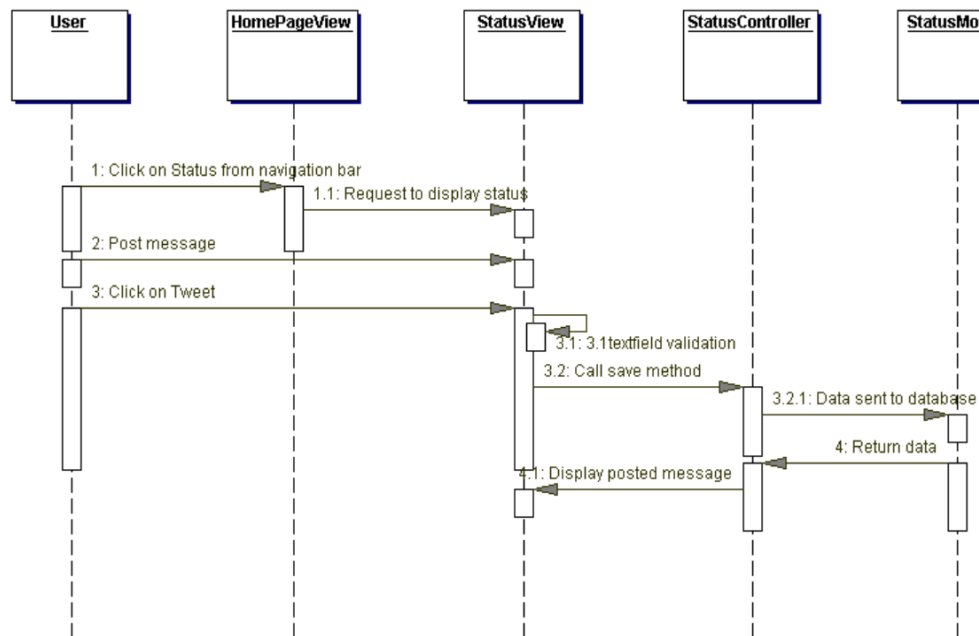 User
HomePageView
StatusView
StatusController
StatusMo
1: Click on Status from navigation bar
1.1: Request to display status
2: Post message
3: Click on Tweet
3.1: 3.1textfield validation
3.2: Call save method
3.2.1: Data sent to database
4: Return data
4.1: Display posted message